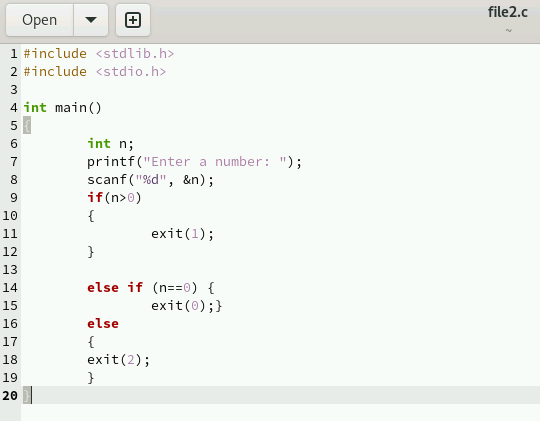 Open
file2.c
~
1 #include <stdlib.h>
2 #include <stdio.h>
3
4 int main()
5 {
6         int n;
7         printf("Enter a number: ");
8         scanf("%d", &n);
9         if(n>0)
10         {
11                 exit(1);
12         }
13
14         else if (n==0) {
15                 exit(0);}
16         else
17         {
18         exit(2);
19         }
20 }